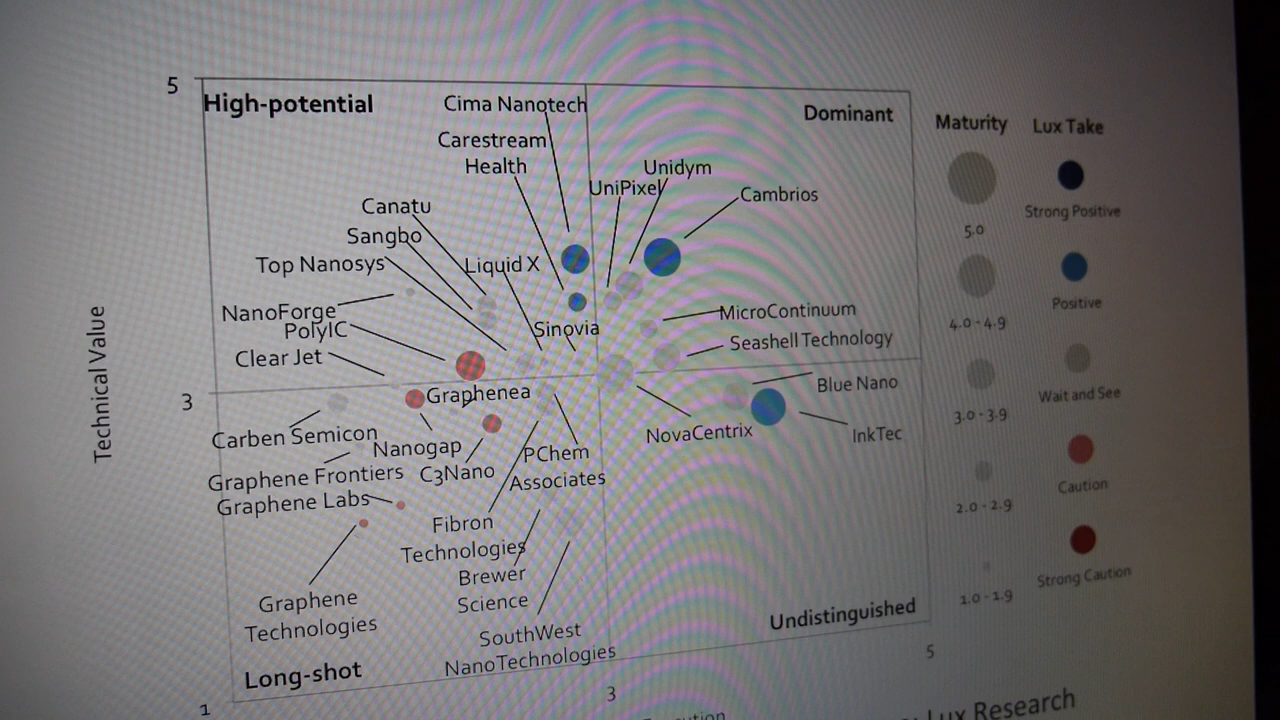 5
High-potential
Cima Nanotech
Dominant
Maturity
Lux Take
Carestream
Health
Unidym
UniPixel
Cambrios
Canatu
Sangbo
Top Nanosys
Liquid X
Strong Positive
5.0
NanoForge
PolyIC
Clear Jet
Sinovia
MicroContinuum
Seashell Technology
Positive
4.0 - 4.9
Technical Value
3
Graphenea
Blue Nano
InkTec
NovaCentrix
Wait and See
3.0 - 3.9
Carben Semicon
Nanogap
Graphene Frontiers
C3Nano
Graphene Labs
PChem
Associates
Caution
2.0 - 2.9
Fibron
Technologies
Brewer
Science
Graphene
Technologies
SouthWest
NanoTechnologies
Strong Caution
1.0 - 1.9
Undistinguished
Long-shot
1
3
5
Lux Research